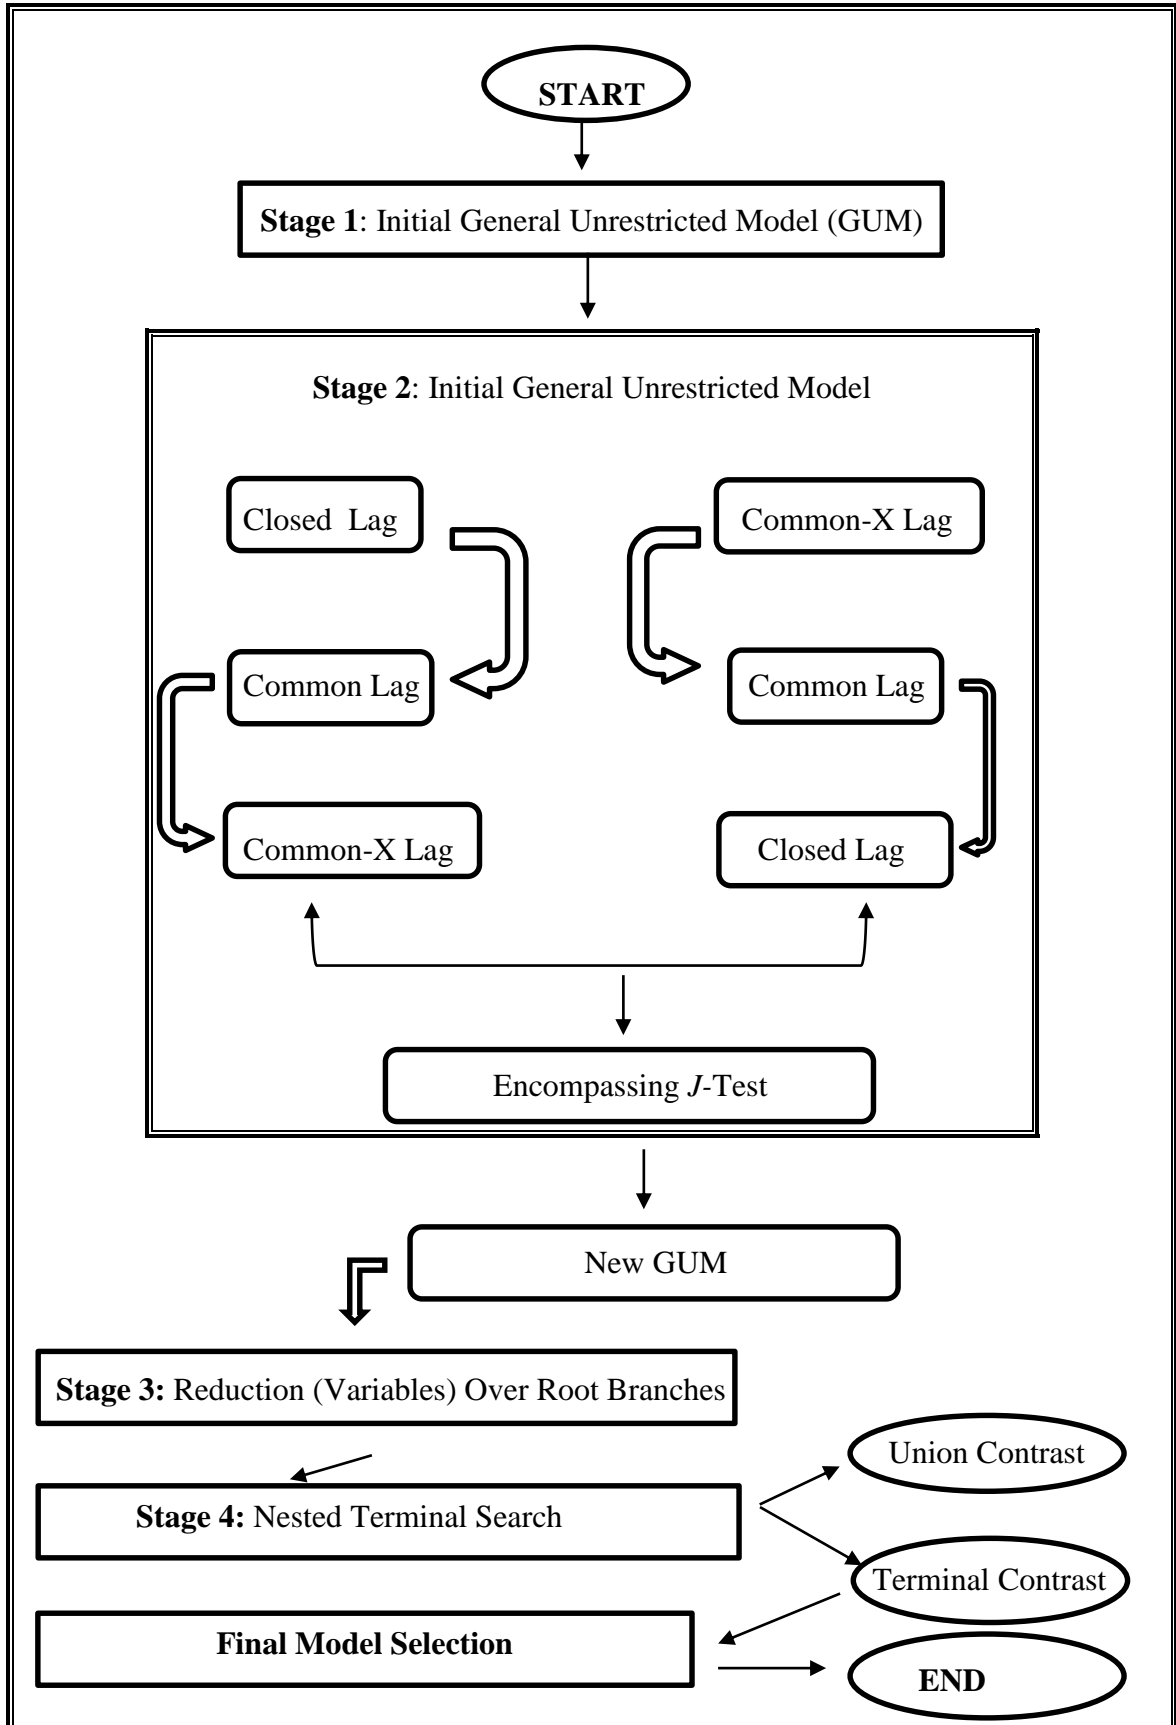 START
Stage 1: Initial General Unrestricted Model (GUM)
Stage 2: Initial General Unrestricted Model
Closed Lag
Common-X Lag
Common Lag
Common Lag
Common-X Lag
Closed Lag
Encompassing J-Test
New GUM
Stage 3: Reduction (Variables) Over Root Branches
Union Contrast
Stage 4: Nested Terminal Search
Terminal Contrast
Final Model Selection
END